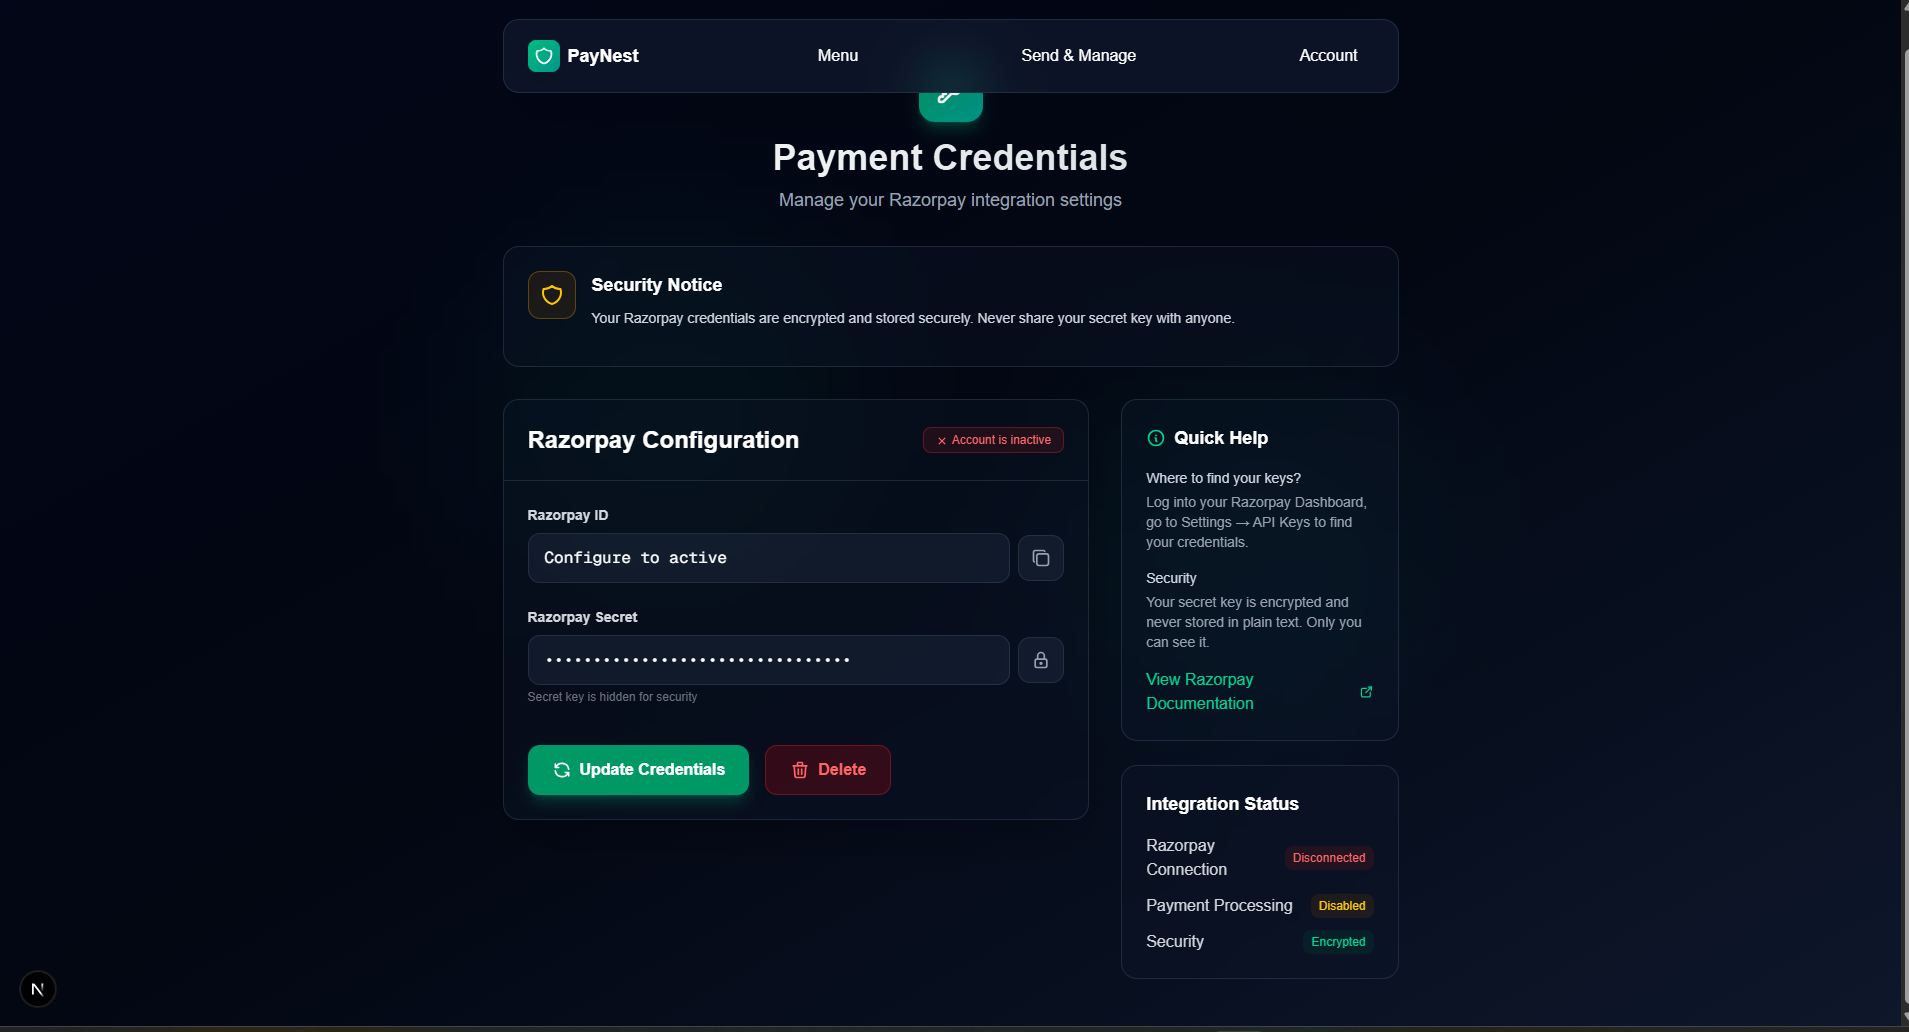 PayNest
Menu
Send & Manage
Account
Payment Credentials
Manage your Razorpay integration settings
Security Notice
Your Razorpay credentials are encrypted and stored securely. Never share your secret key with anyone.
Razorpay Configuration
Account is inactive
Razorpay ID
Configure to active
Razorpay Secret
••••••••••••••••••••••••••••••••
Secret key is hidden for security
Update Credentials
Delete
Quick Help
Where to find your keys?
Log into your Razorpay Dashboard,
go to Settings → API Keys to find
your credentials.
Security
Your secret key is encrypted and
never stored in plain text. Only you
can see it.
View Razorpay
Documentation
Integration Status
Razorpay
Connection
Disconnected
Payment Processing
Disabled
Security
Encrypted
N